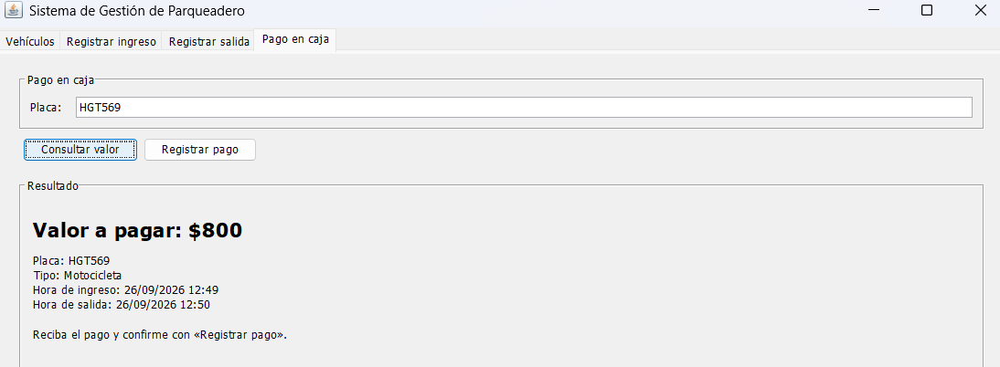 Sistema de Gestión de Parqueadero
Vehículos Registrar ingreso Registrar salida Pago en caja
Pago en caja
Placa: HGT569
Consultar valor Registrar pago
Resultado
Valor a pagar: $800
Placa: HGT569
Tipo: Motocicleta
Hora de ingreso: 26/09/2026 12:49
Hora de salida: 26/09/2026 12:50
Reciba el pago y confirme con «Registrar pago».